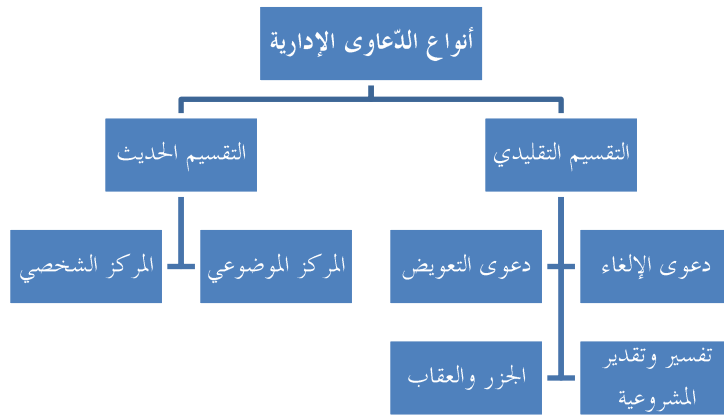 أنواع الدّعاوى الإدارية
التقسيم التقليدي
التقسيم الحديث
دعوى الإلغاء
دعوى التعويض
المركز الموضوعي
المركز الشخصي
تفسير وتقدير
المشروعية
الجزر والعقاب